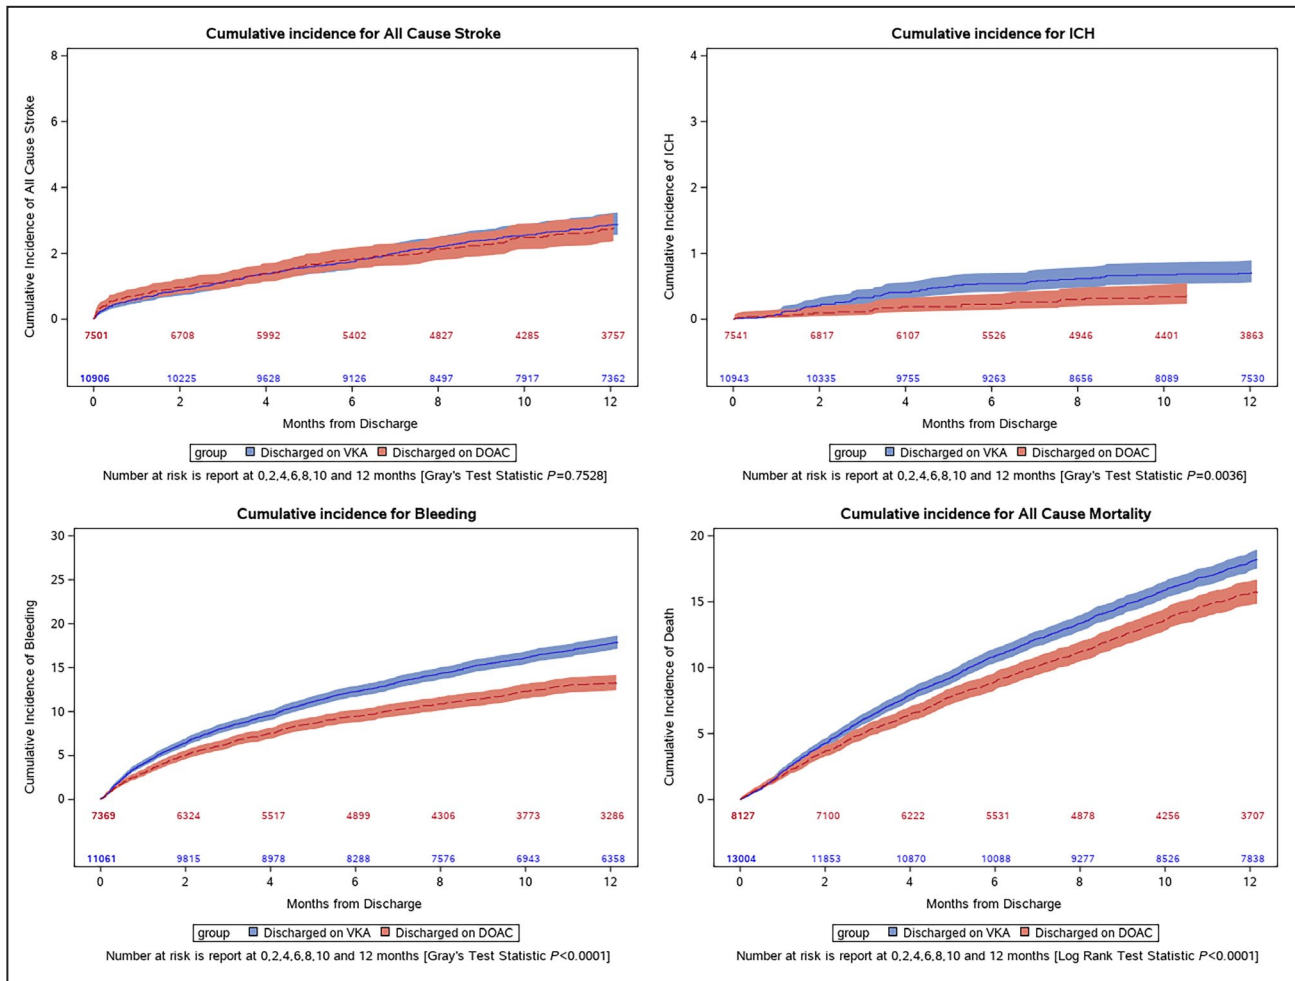 Cumulative incidence for All Cause Stroke
Cumulative Incidence of All Cause Stroke
8
6
4
2
0
7501 6708 5992 5402 4827 4285 3757
10906 10225 9628 9126 8497 7917 7362
0 2 4 6 8 10 12
Months from Discharge
group Discharged on VKA Discharged on DOAC
Number at risk is report at 0,2,4,6,8,10 and 12 months [Gray's Test Statistic P=0.7528]
Cumulative incidence for ICH
Cumulative Incidence of ICH
4
3
2
1
0
7541 6817 6107 5526 4946 4401 3863
10943 10335 9755 9263 8656 8089 7530
0 2 4 6 8 10 12
Months from Discharge
group Discharged on VKA Discharged on DOAC
Number at risk is report at 0,2,4,6,8,10 and 12 months [Gray's Test Statistic P=0.0036]
Cumulative incidence for Bleeding
Cumulative Incidence of Bleeding
30
25
20
15
10
5
0
7369 6324 5517 4899 4306 3773 3286
11061 9815 8978 8288 7576 6943 6358
0 2 4 6 8 10 12
Months from Discharge
group Discharged on VKA Discharged on DOAC
Number at risk is report at 0,2,4,6,8,10 and 12 months [Gray's Test Statistic P<0.0001]
Cumulative incidence for All Cause Mortality
Cumulative Incidence of Death
20
15
10
5
0
8127 7100 6222 5531 4878 4256 3707
13004 11853 10870 10088 9277 8526 7838
0 2 4 6 8 10 12
Months from Discharge
group Discharged on VKA Discharged on DOAC
Number at risk is report at 0,2,4,6,8,10 and 12 months [Log Rank Test Statistic P<0.0001]